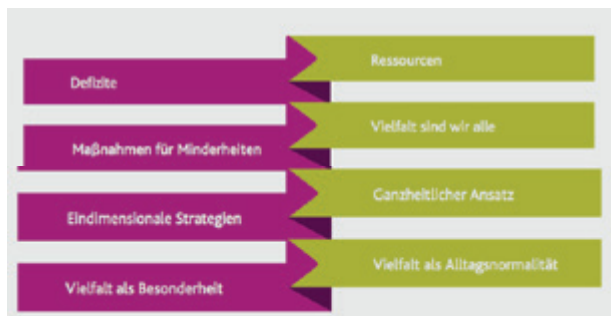 Defizite
Ressourcen
Maßnahmen für Minderheiten
Vielfalt sind wir alle
Eindimensionale Strategien
Ganzheitlicher Ansatz
Vielfalt als Besonderheit
Vielfalt als Alltagsnormalität